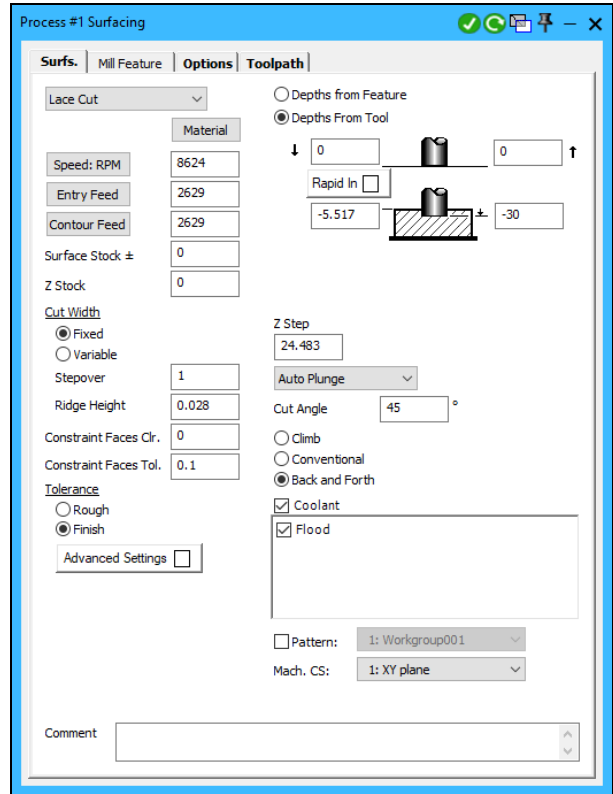 Process #1 Surfacing
Surfs. Mill Feature Options Toolpath
Lace Cut
Material
Speed: RPM 8624
Entry Feed 2629
Contour Feed 2629
Surface Stock ± 0
Z Stock 0
Cut Width
Fixed
Variable
Stepover 1
Ridge Height 0.028
Constraint Faces Clr. 0
Constraint Faces Tol. 0.1
Tolerance
Rough
Finish
Advanced Settings
Depths from Feature
Depths From Tool
0 0
Rapid In
-5.517 -30
Z Step
24.483
Auto Plunge
Cut Angle 45 °
Climb
Conventional
Back and Forth
Coolant
Flood
Pattern: 1: Workgroup001
Mach. CS: 1: XY plane
Comment